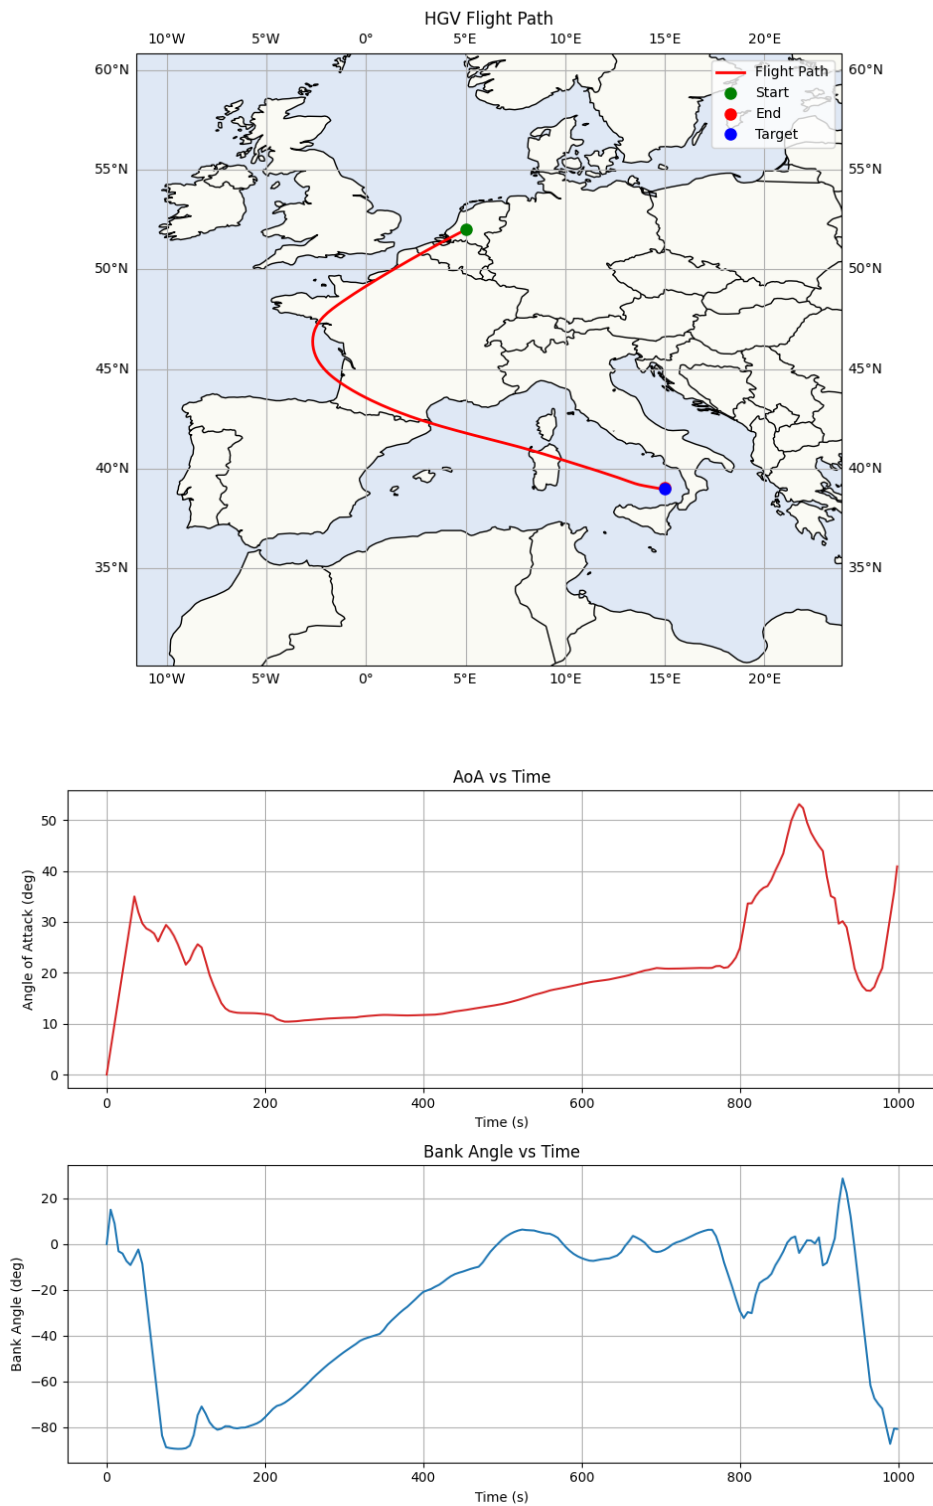 HGV Flight Path
10°W 5°W 0° 5°E 10°E 15°E 20°E
Flight Path
Start
End
Target
60°N 60°N
55°N 55°N
50°N 50°N
45°N 45°N
40°N 40°N
35°N 35°N
10°W 5°W 0° 5°E 10°E 15°E 20°E
AoA vs Time
Angle of Attack (deg)
50
40
30
20
10
0
0 200 400 600 800 1000
Time (s)
Bank Angle vs Time
Bank Angle (deg)
20
0
−20
−40
−60
−80
0 200 400 600 800 1000
Time (s)